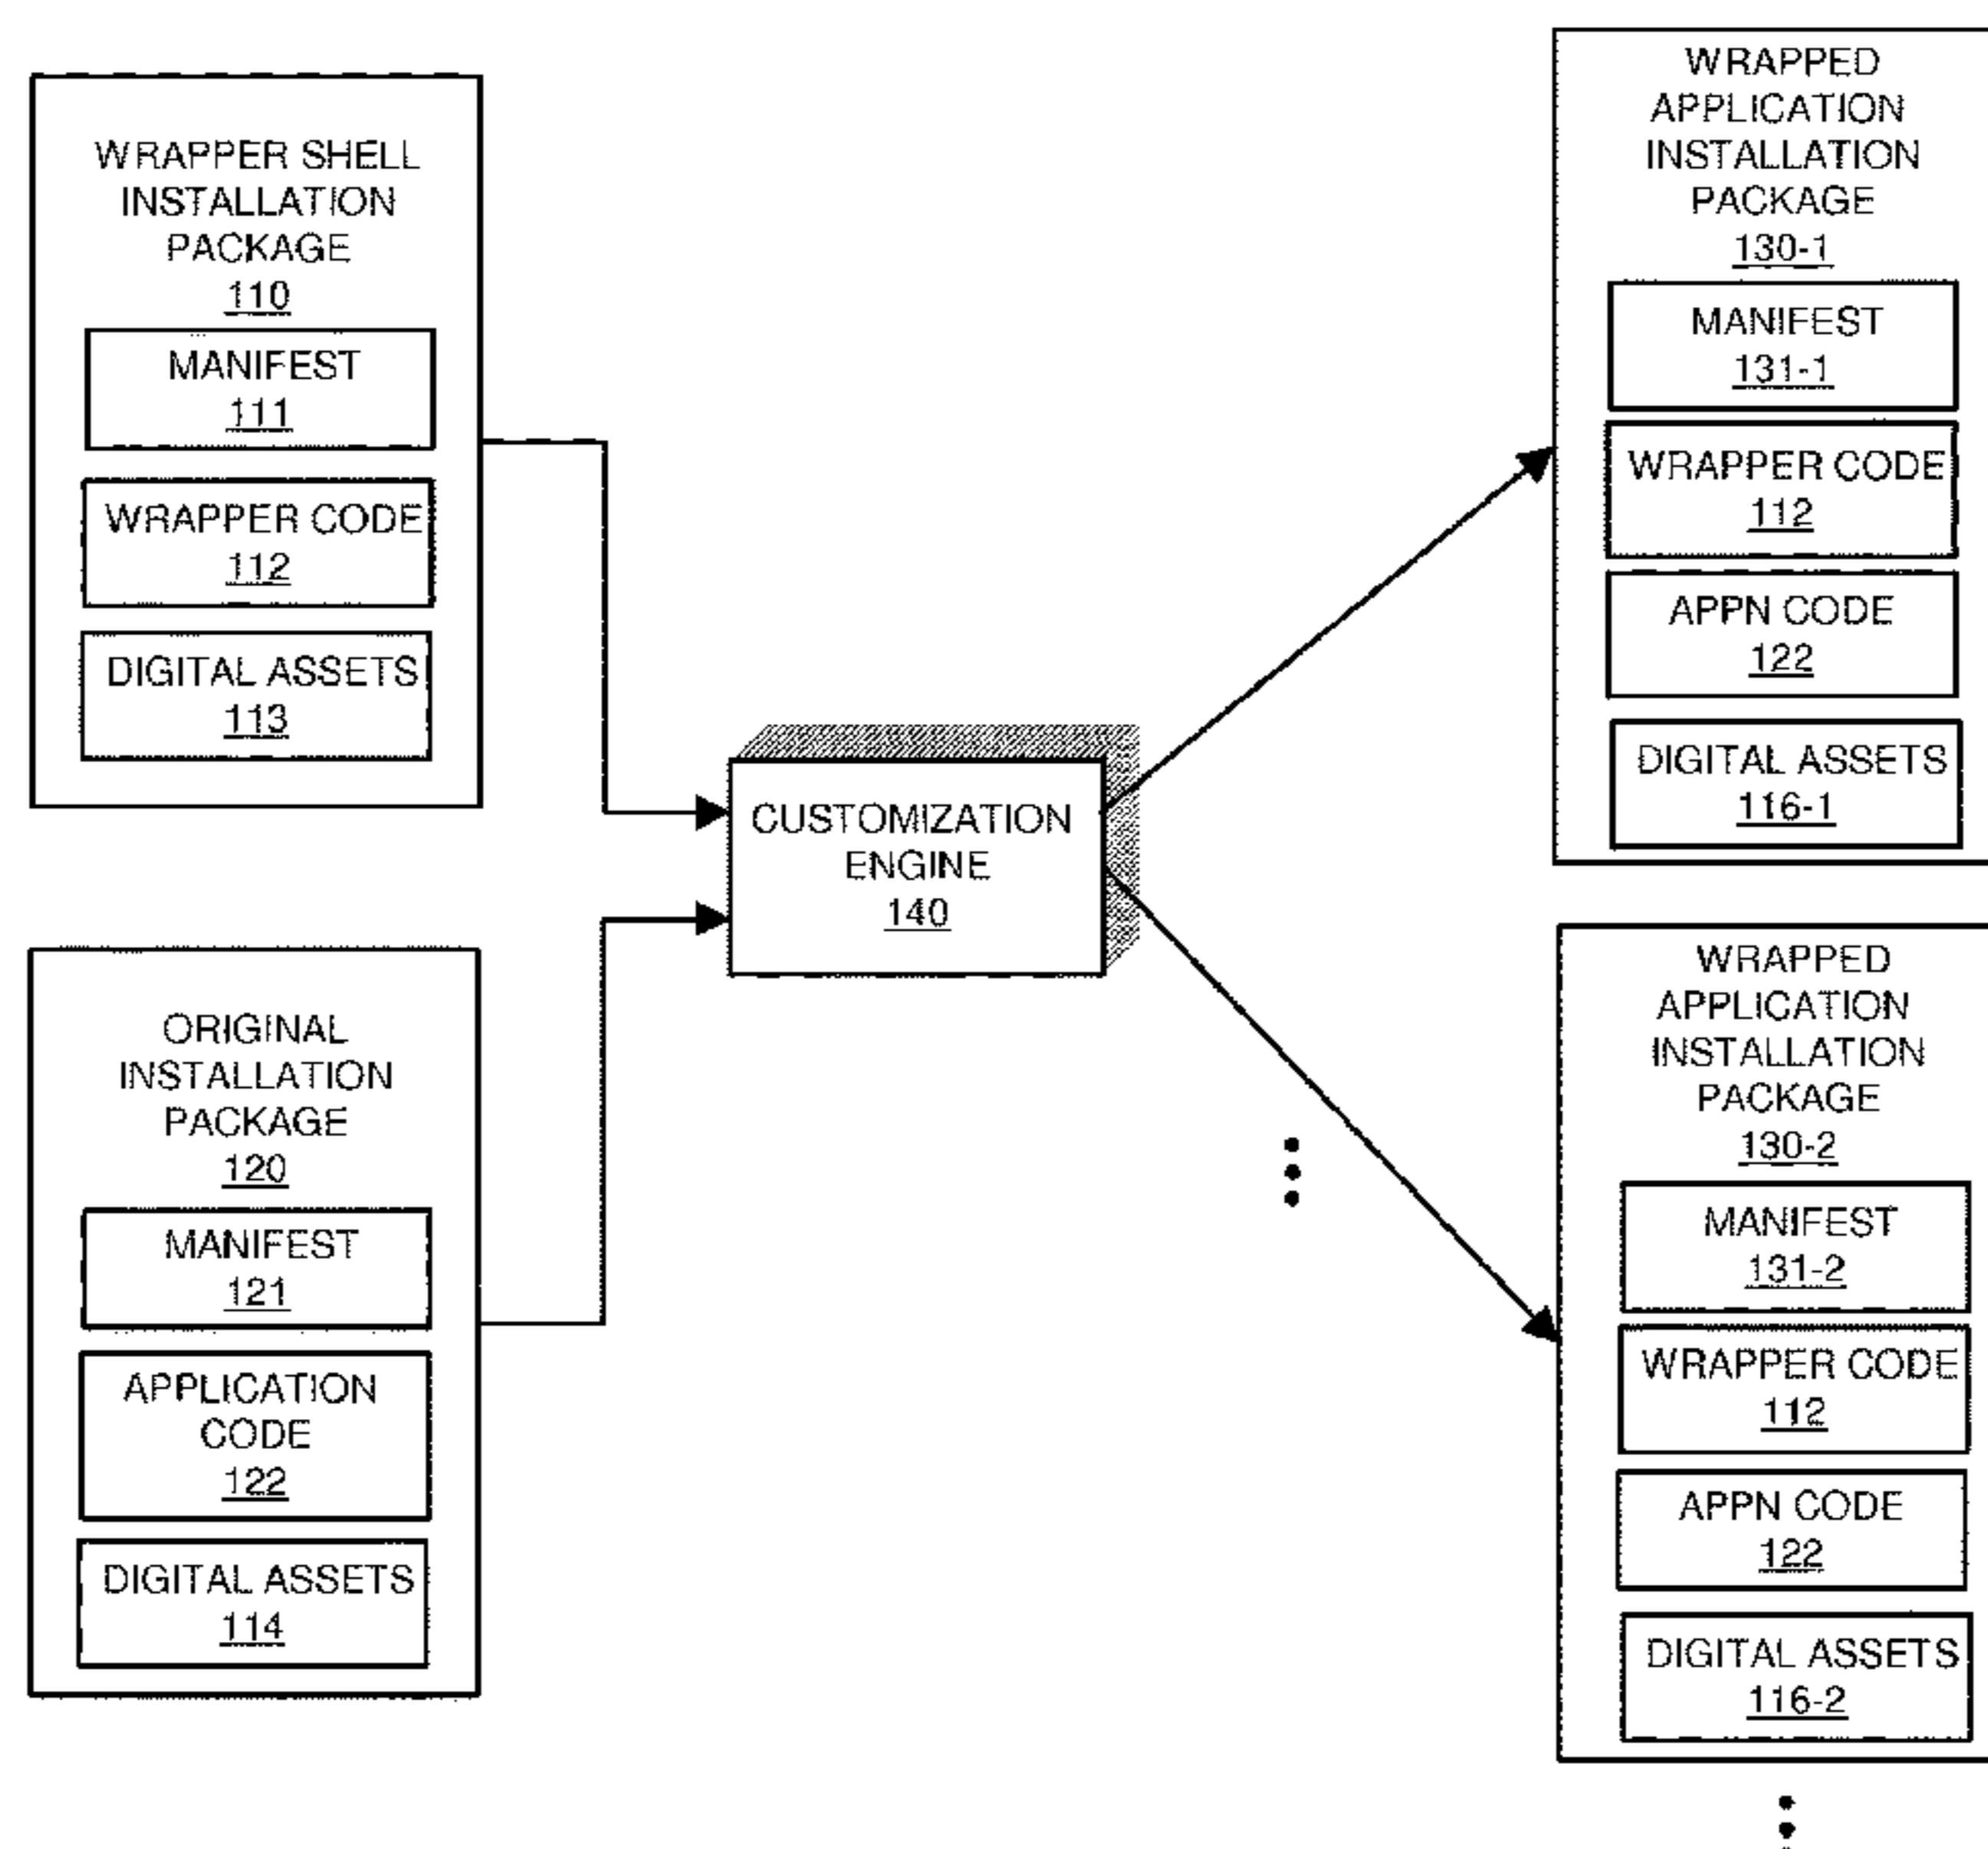 WRAPPER SHELL
INSTALLATION
PACKAGE
110
MANIFEST
111
WRAPPER CODE
112
DIGITAL ASSETS
113
ORIGINAL
INSTALLATION
PACKAGE
120
MANIFEST
121
APPLICATION
CODE
122
DIGITAL ASSETS
114
CUSTOMIZATION
ENGINE
140
WRAPPED
APPLICATION
INSTALLATION
PACKAGE
130-1
MANIFEST
131-1
WRAPPER CODE
112
APPN CODE
122
DIGITAL ASSETS
116-1
WRAPPED
APPLICATION
INSTALLATION
PACKAGE
130-2
MANIFEST
131-2
WRAPPER CODE
112
APPN CODE
122
DIGITAL ASSETS
116-2